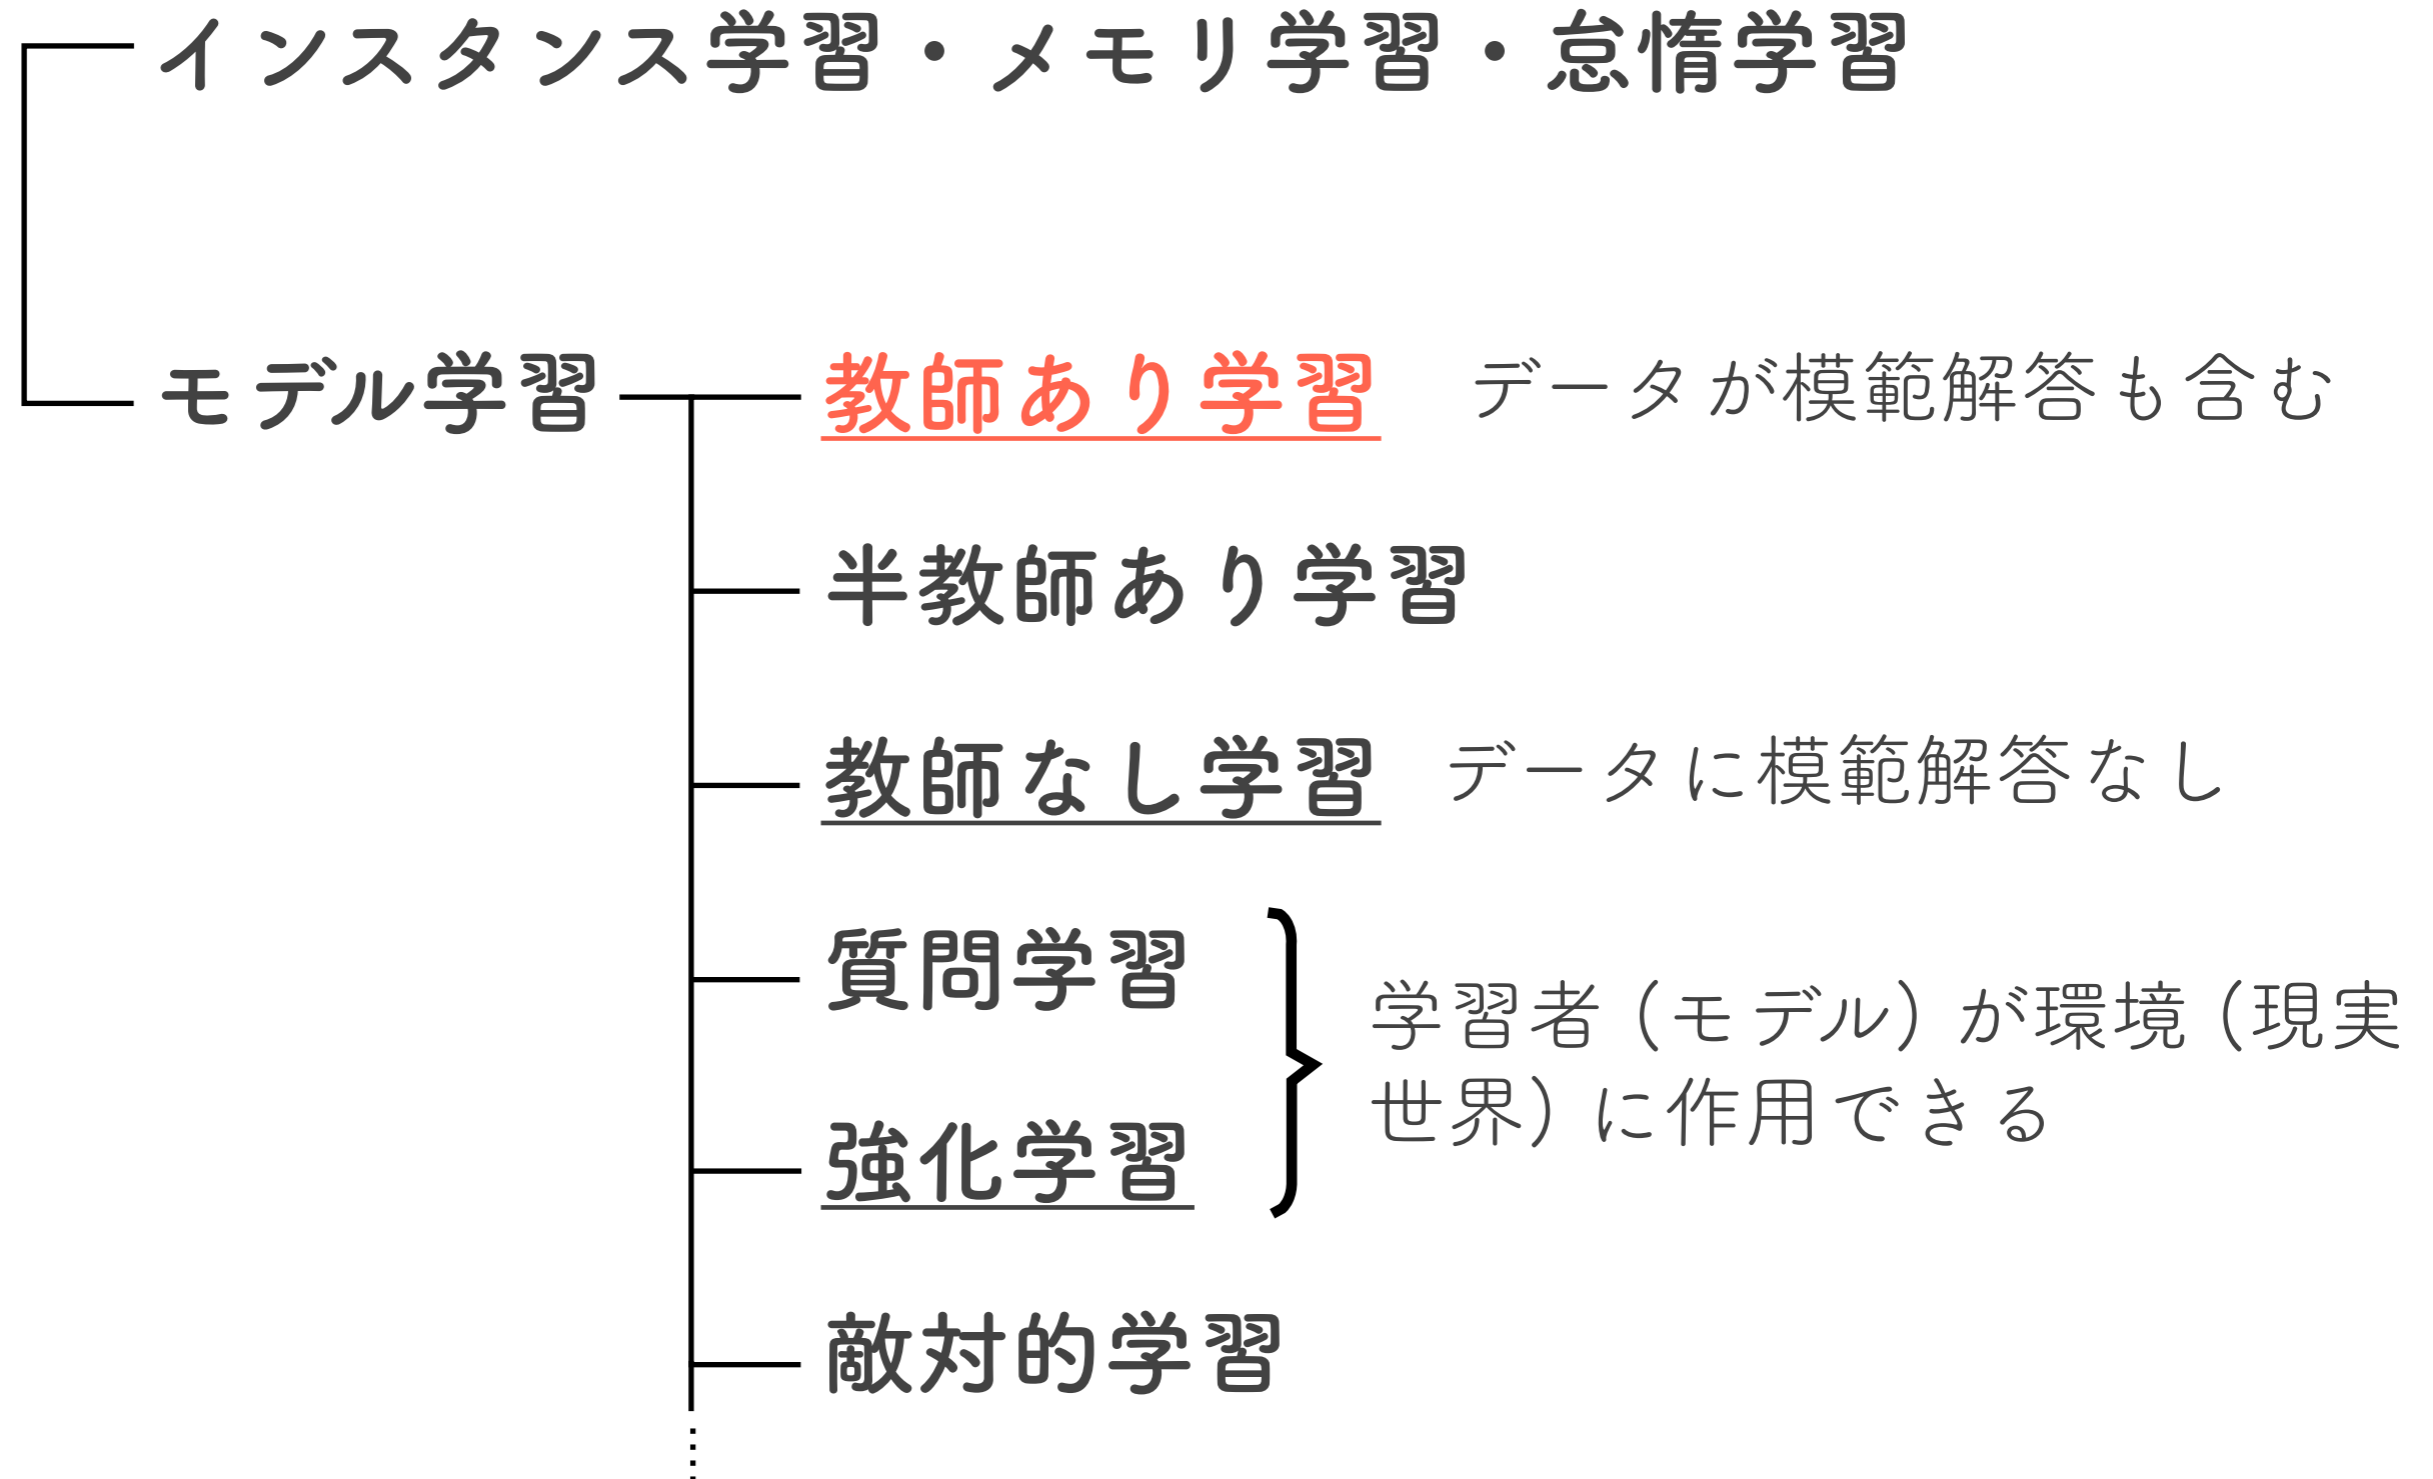 インスタンス学習・メモリ学習・怠惰学習
モデル学習
教師あり学習
データが模範解答も含む
半教師あり学習
教師なし学習
データに模範解答なし
質問学習
強化学習
学習者（モデル）が環境（現実
世界）に作用できる
敵対的学習